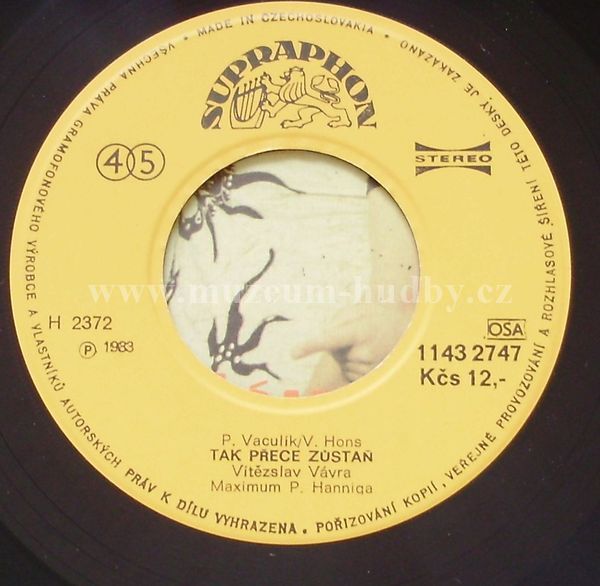 VŠECHNA PRÁVA GRAMOFONOVÉHO VÝROBCE A VLASTNÍKŮ AUTORSKÝCH PRÁV K DÍLU VYHRAZENA. POŘIZOVÁNÍ KOPIÍ, VEŘEJNÉ PROVOZOVÁNÍ A ROZHLASOVÉ ŠÍŘENÍ TÉTO DESKY JE ZAKÁZÁNO • MADE IN CZECHOSLOVAKIA •
SUPRAPHON
45
STEREO
www.muzeum-hudby.cz
H 2372
OSA
Ⓟ 1983
1143 2747
Kčs 12,-
P. Vaculík/V. Hons
TAK PŘECE ZŮSTAŇ
Vítězslav Vávra
Maximum P. Hanniga